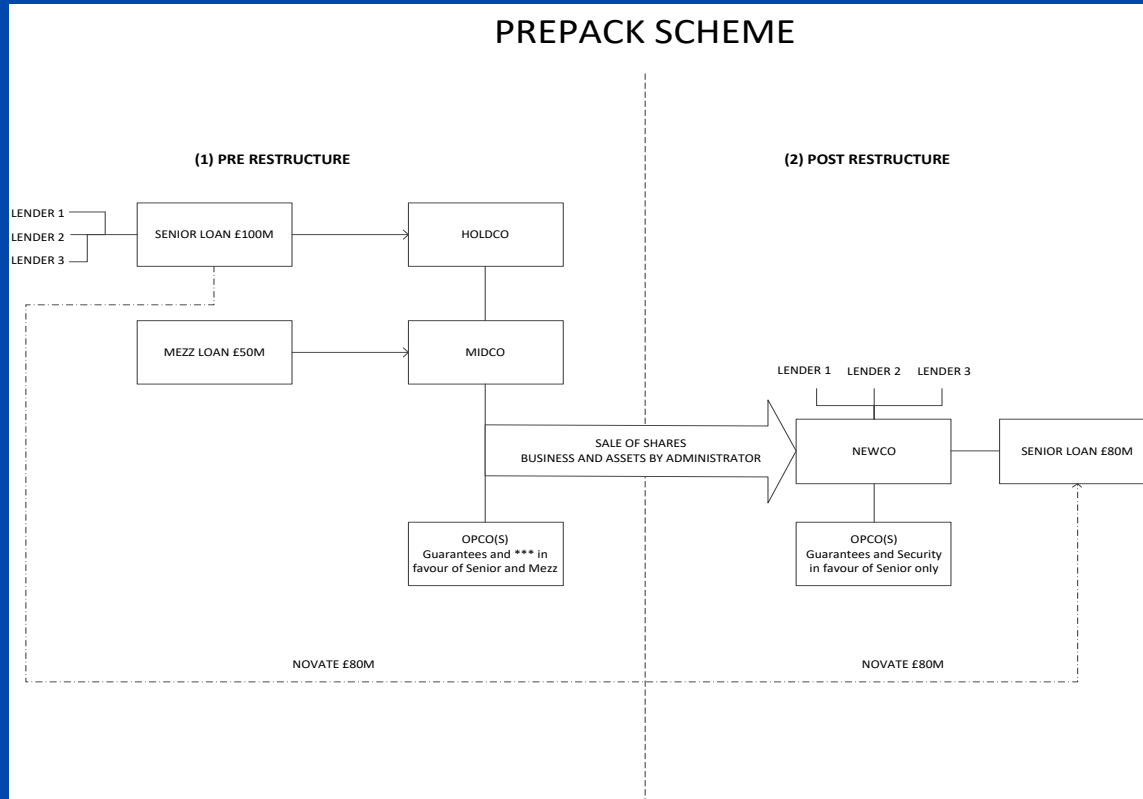 PREPACK SCHEME
(1) PRE RESTRUCTURE
(2) POST RESTRUCTURE
LENDER 1
LENDER 2
LENDER 3
SENIOR LOAN £100M
HOLDCO
MEZZ LOAN £50M
MIDCO
LENDER 1
LENDER 2
LENDER 3
SALE OF SHARES
BUSINESS AND ASSETS BY ADMINISTRATOR
NEWCO
SENIOR LOAN £80M
OPCO(S)
Guarantees and *** in
favour of Senior and Mezz
OPCO(S)
Guarantees and Security
in favour of Senior only
NOVATE £80M
NOVATE £80M